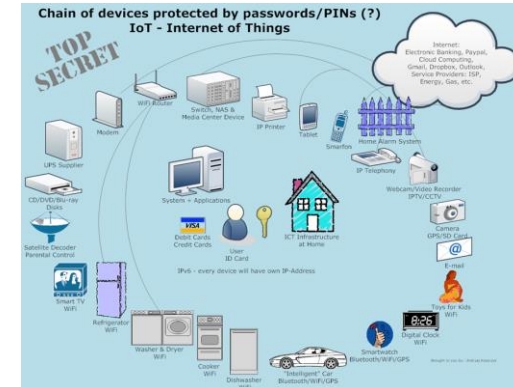 Chain of devices protected by passwords/PINs (?)
IoT - Internet of Things
TOP
SECRET
Internet:
Electronic Banking, Paypal,
Cloud Computing,
Gmail, Dropbox, Outlook,
Service Providers: ISP,
Energy, Gas, etc.
WiFi Router
Switch, NAS &
Media Center Device
IP Printer
Tablet
Smarfon
Home Alarm System
Modem
IP Telephony
UPS Supplier
System + Applications
Webcam/Video Recorder
IPTV/CCTV
CD/DVD/Blu-ray
Disks
VISA
Debit Cards
Credit Cards
User
ID Card
ICT Infrastructure
at Home
Camera
GPS/SD Card
Satellite Decoder
Parental Control
@
E-mail
IPv6 - every device will have own IP-Address
Smart TV
WiFi
Refrigerator
WiFi
Toys for Kids
WiFi
8:26
Digital Clock
WiFi
Washer & Dryer
WiFi
Cooker
WiFi
Dishwasher
WiFi
"Intelligent" Car
Bluetooth/WiFi/GPS
Smartwatch
Bluetooth/WiFi/GPS